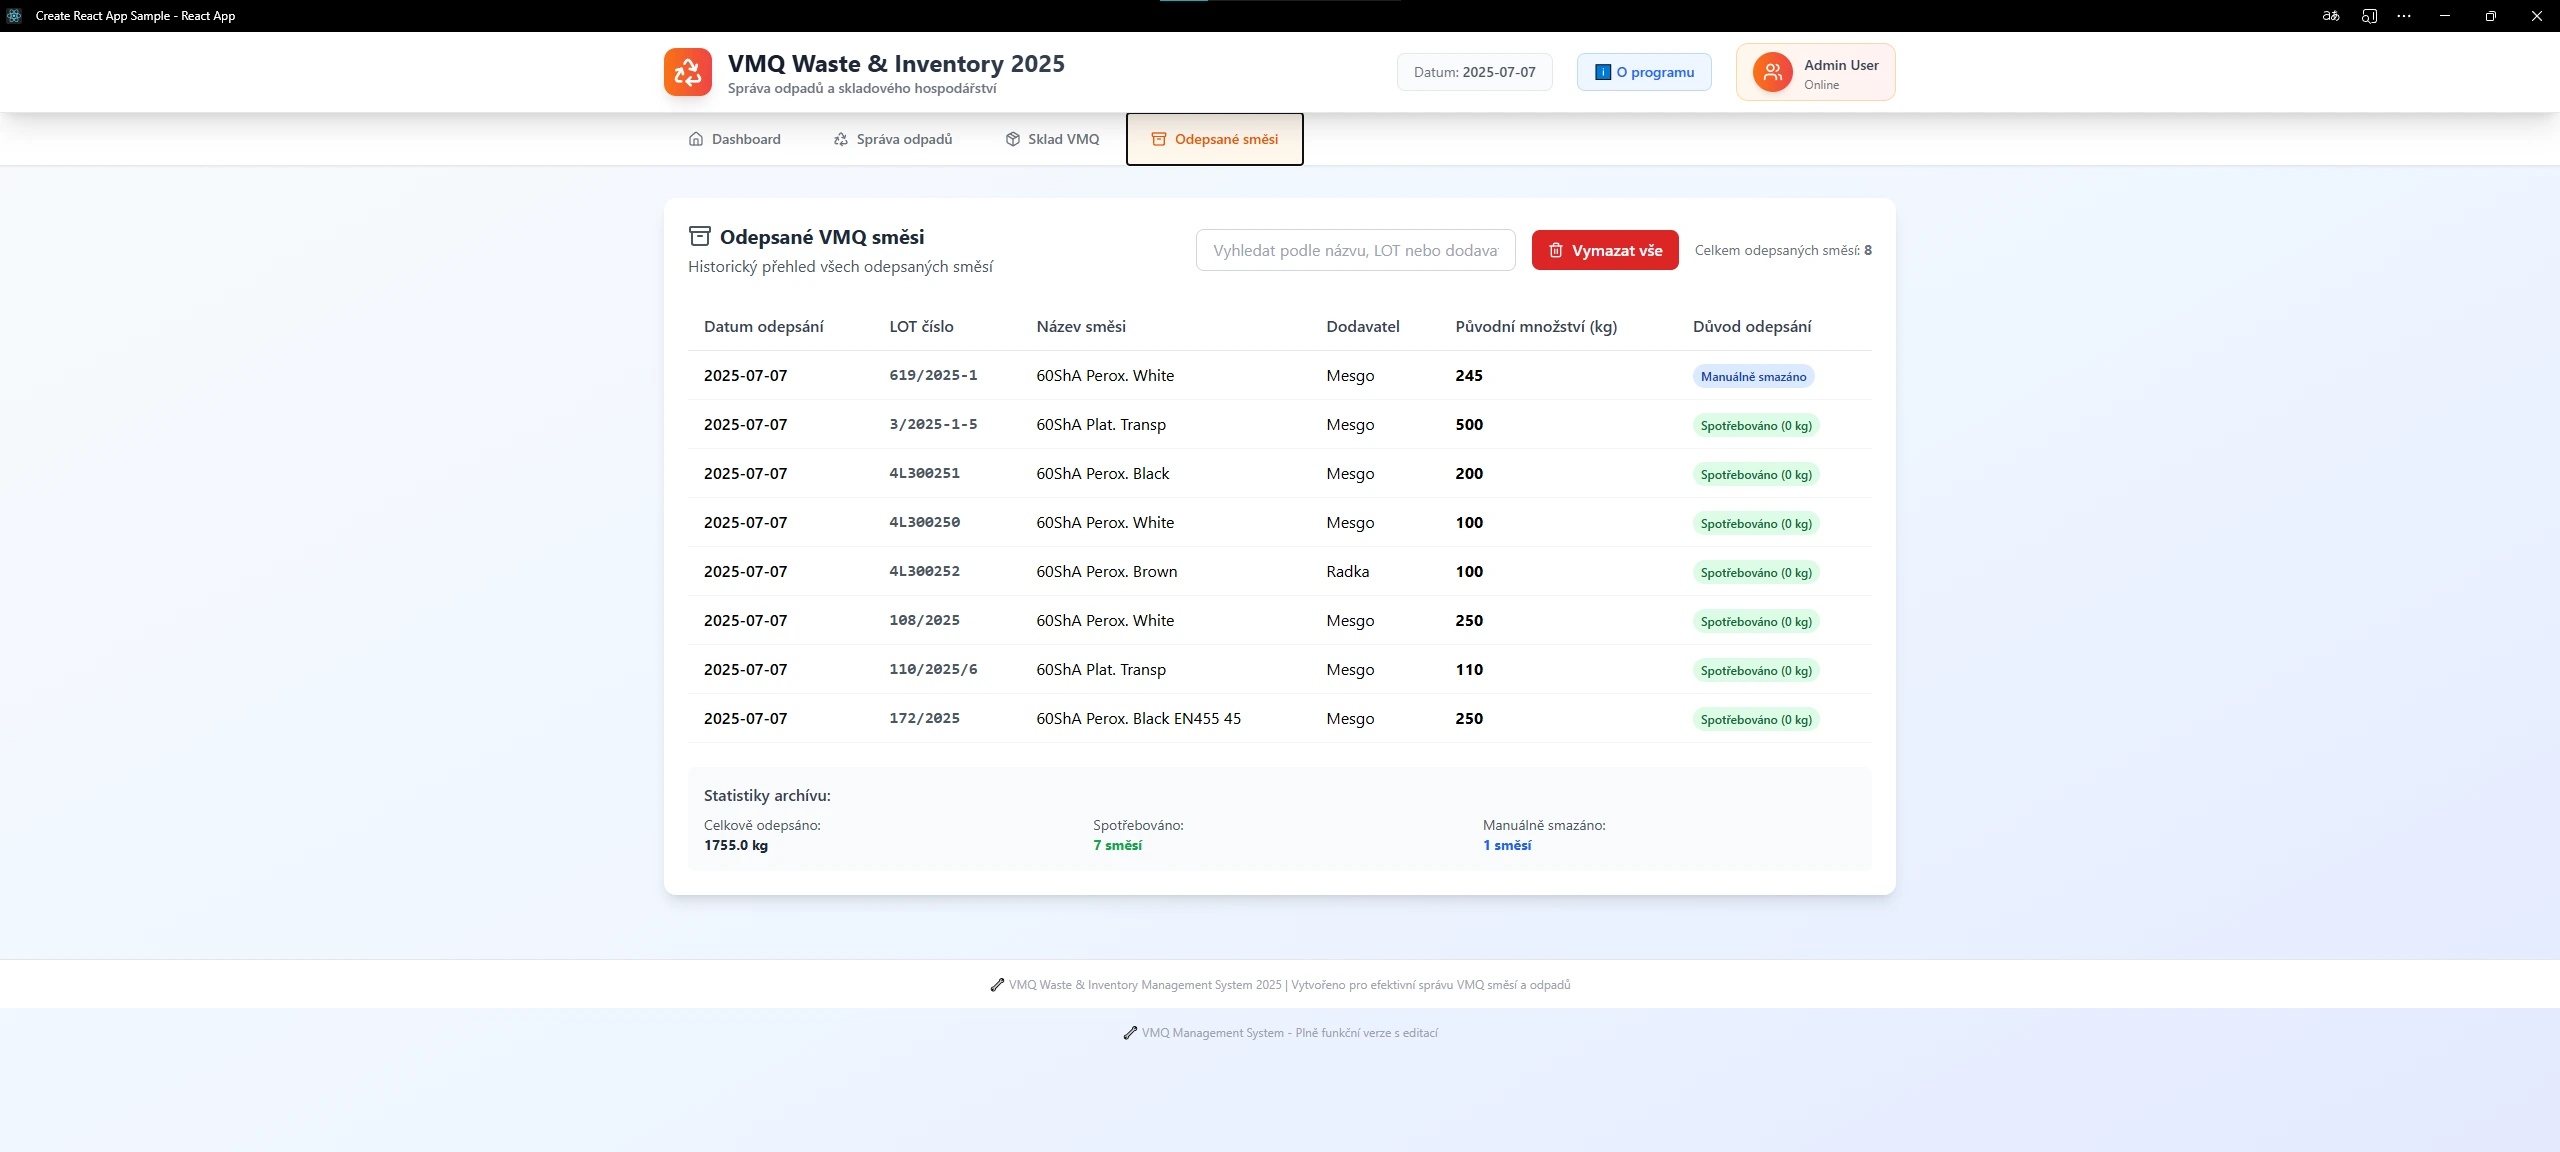 Create React App Sample - React App
VMQ Waste & Inventory 2025
Správa odpadů a skladového hospodářství
Datum: 2025-07-07
O programu
Admin User
Online
Dashboard
Správa odpadů
Sklad VMQ
Odepsané směsi
Odepsané VMQ směsi
Historický přehled všech odepsaných směsí
Vyhledat podle názvu, LOT nebo dodava
Vymazat vše
Celkem odepsaných směsí: 8
Datum odepsání LOT číslo Název směsi Dodavatel Původní množství (kg) Důvod odepsání
2025-07-07 619/2025-1 60ShA Perox. White Mesgo 245 Manuálně smazáno
2025-07-07 3/2025-1-5 60ShA Plat. Transp Mesgo 500 Spotřebováno (0 kg)
2025-07-07 4L300251 60ShA Perox. Black Mesgo 200 Spotřebováno (0 kg)
2025-07-07 4L300250 60ShA Perox. White Mesgo 100 Spotřebováno (0 kg)
2025-07-07 4L300252 60ShA Perox. Brown Radka 100 Spotřebováno (0 kg)
2025-07-07 108/2025 60ShA Perox. White Mesgo 250 Spotřebováno (0 kg)
2025-07-07 110/2025/6 60ShA Plat. Transp Mesgo 110 Spotřebováno (0 kg)
2025-07-07 172/2025 60ShA Perox. Black EN455 45 Mesgo 250 Spotřebováno (0 kg)
Statistiky archívu:
Celkově odepsáno: Spotřebováno: Manuálně smazáno:
1755.0 kg 7 směsí 1 směsí
VMQ Waste & Inventory Management System 2025 | Vytvořeno pro efektivní správu VMQ směsí a odpadů
VMQ Management System - Plně funkční verze s editací